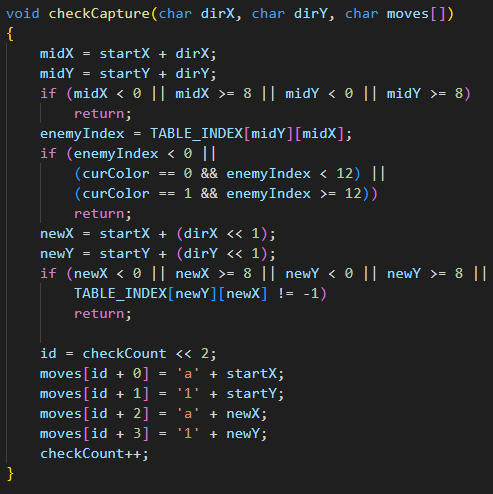 void checkCapture(char dirX, char dirY, char moves[])
{
    midX = startX + dirX;
    midY = startY + dirY;
    if (midX < 0 || midX >= 8 || midY < 0 || midY >= 8)
        return;
    enemyIndex = TABLE_INDEX[midY][midX];
    if (enemyIndex < 0 ||
        (curColor == 0 && enemyIndex < 12) ||
        (curColor == 1 && enemyIndex >= 12))
        return;
    newX = startX + (dirX << 1);
    newY = startY + (dirY << 1);
    if (newX < 0 || newX >= 8 || newY < 0 || newY >= 8 ||
        TABLE_INDEX[newY][newX] != -1)
        return;

    id = checkCount << 2;
    moves[id + 0] = 'a' + startX;
    moves[id + 1] = '1' + startY;
    moves[id + 2] = 'a' + newX;
    moves[id + 3] = '1' + newY;
    checkCount++;
}